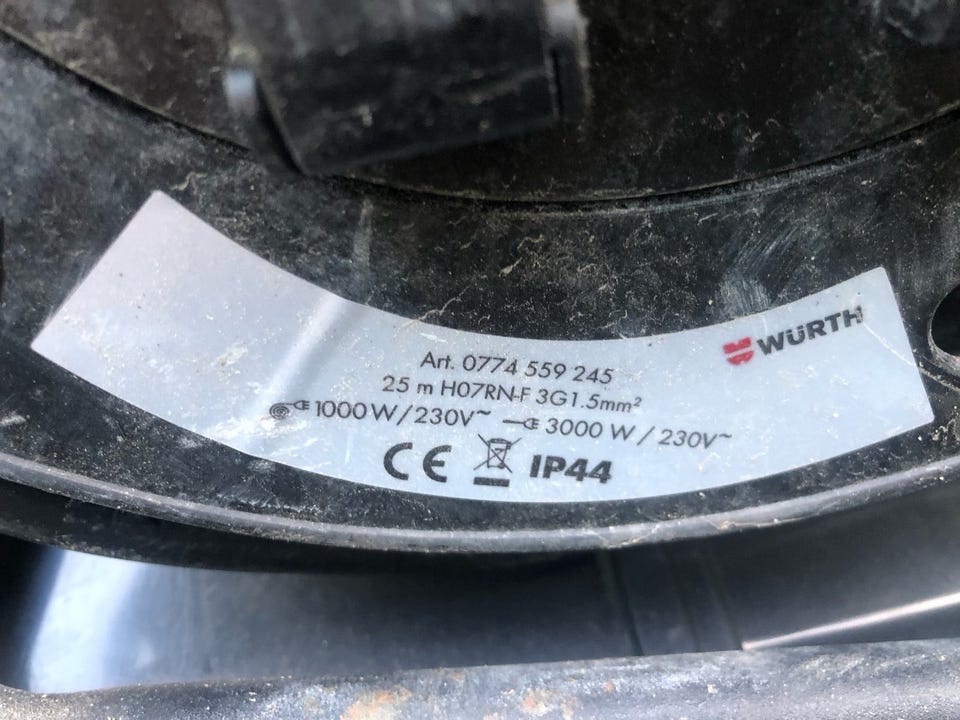 WÜRTH
Art. 0774 559 245
25 m H07RN-F 3G1.5mm²
1000 W / 230V~ 3000 W / 230V~
CE IP44